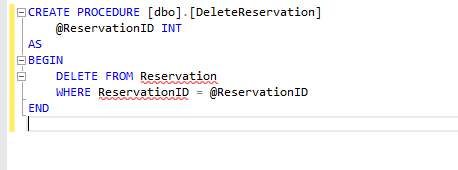 CREATE PROCEDURE [dbo].[DeleteReservation]
    @ReservationID INT
AS
BEGIN
    DELETE FROM Reservation
    WHERE ReservationID = @ReservationID
END